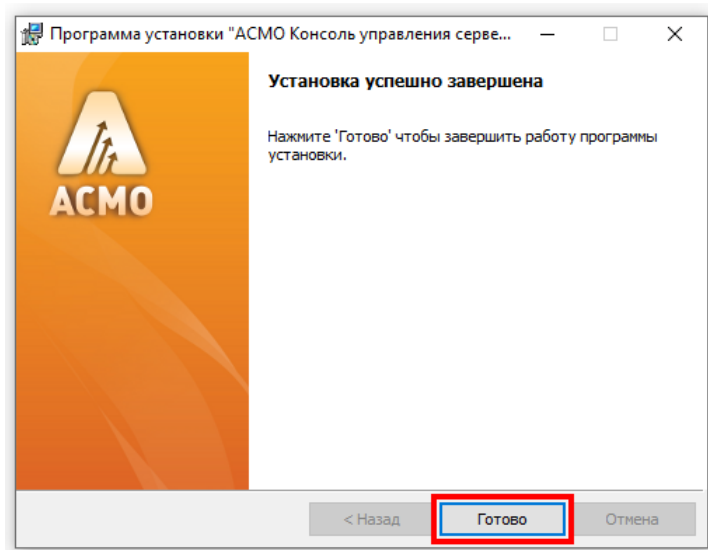 Программа установки "АСМО Консоль управления серве...
Установка успешно завершена
Нажмите 'Готово' чтобы завершить работу программы
установки.
АСМО
< Назад
Готово
Отмена